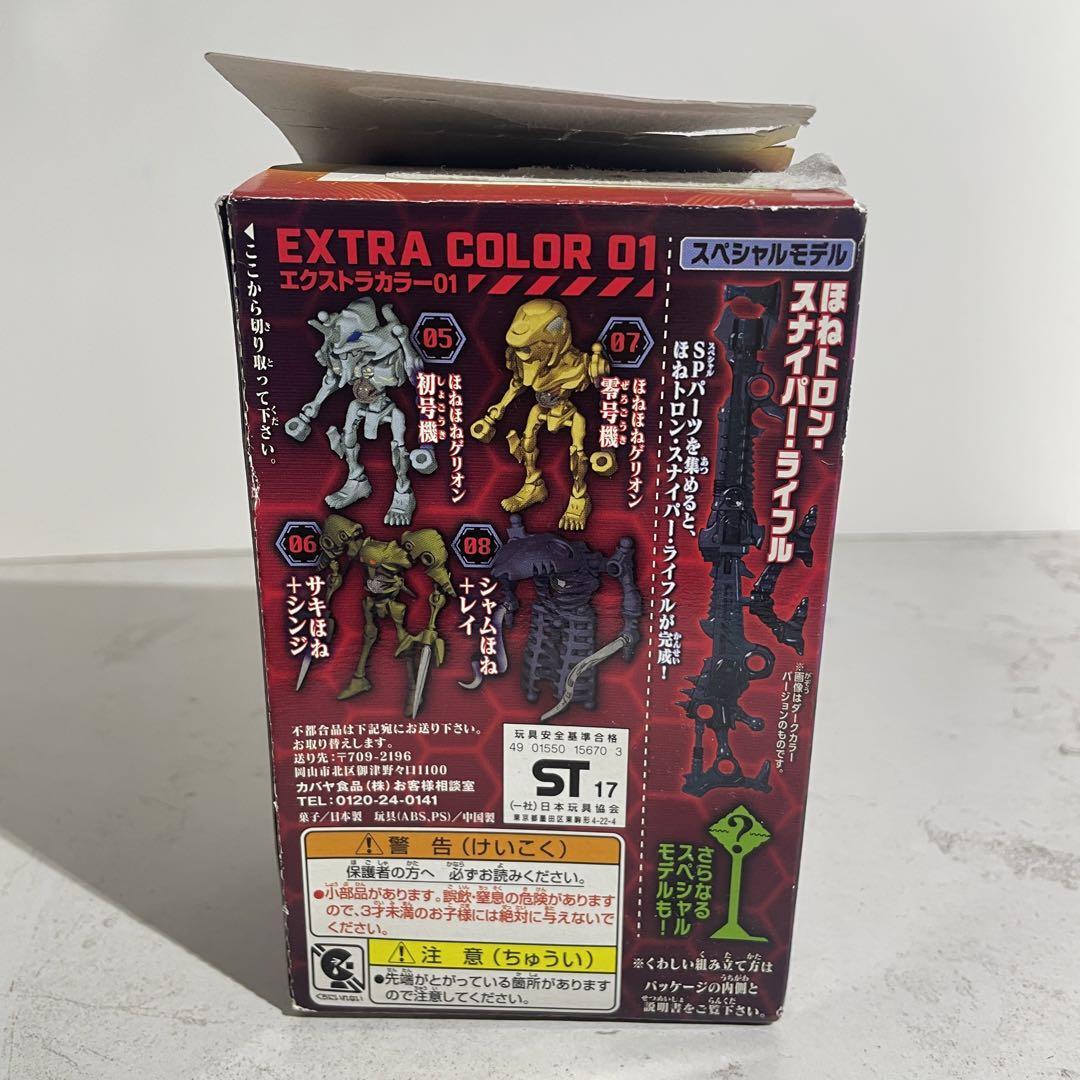 ◀ここから切り取って下さい。
EXTRA COLOR 01
エクストラカラー01
05
ほねほねゲリオン
初号機
07
ほねほねゲリオン
零号機
06
サキほね
+シンジ
08
シャムほね
+レイ
スペシャルモデル
ほねトロン・
スナイパー・ライフル
SPパーツを集めると、
ほねトロン・スナイパー・ライフルが完成!
※画像はダークカラー
バージョンのものです。
?
さらなる
スペシャル
モデルも!
※くわしい組み立て方は
パッケージの内側と
説明書をご覧下さい。
不都合品は下記宛にお送り下さい。
お取り替えします。
送り先:〒709-2196
岡山市北区御津野々口1100
カバヤ食品(株)お客様相談室
TEL:0120-24-0141
菓子/日本製 玩具(ABS、PS)/中国製
玩具安全基準合格
49 01550 15670 3
ST 17
(一社)日本玩具協会
東京都墨田区東駒形4-22-4
警告(けいこく)
保護者の方へ 必ずお読みください。
●小部品があります。誤飲・窒息の危険があります
ので、3才未満のお子様には絶対に与えないで
ください。
注意(ちゅうい)
●先端がとがっている箇所があります
ので注意してください。
くちにいれない